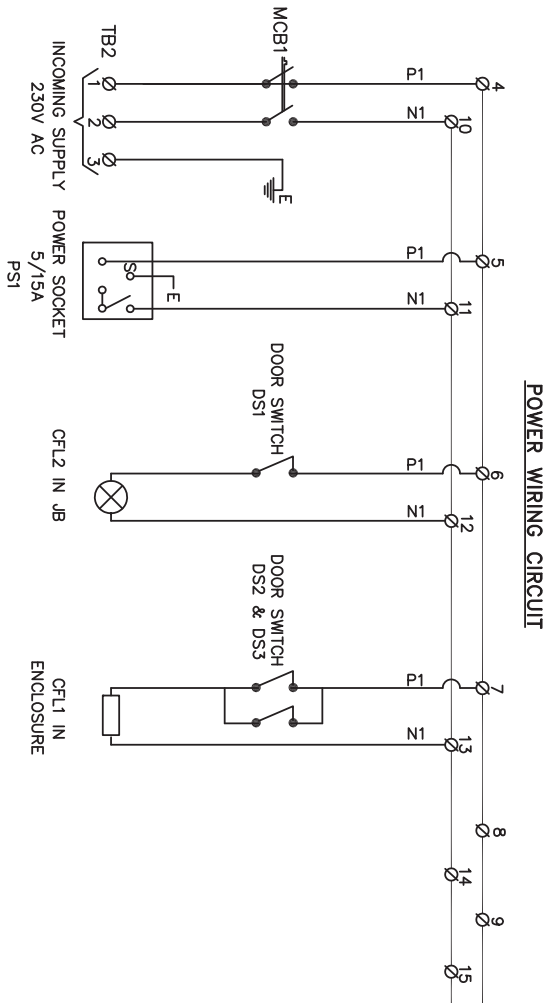 POWER WIRING CIRCUIT
4
5
6
7
8
9
10
11
12
13
14
15
P1
N1
P1
N1
P1
N1
P1
N1
MCB1
E
DOOR SWITCH
DS1
DOOR SWITCH
DS2 & DS3
TB2
1
2
3
S
E
INCOMING SUPPLY
230V AC
POWER SOCKET
5/15A
PS1
CFL2 IN JB
CFL1 IN
ENCLOSURE